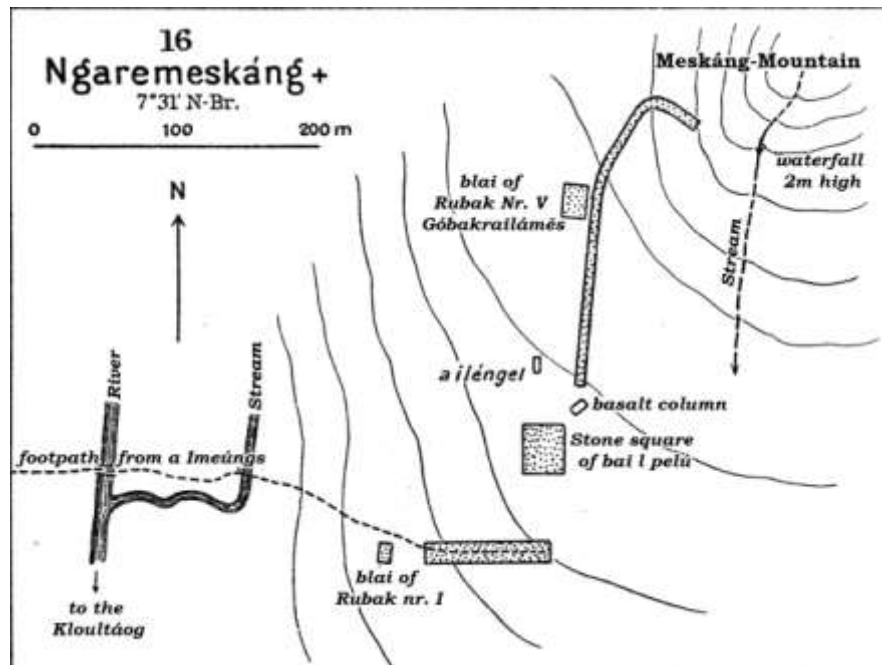 16
Ngaremeskáng +
7°31' N-Br.
0 100 200 m
N
Meskáng-Mountain
waterfall
2m high
Stream
blai of
Rubak Nr. V
Góbakrailámĕs
a iléngel
basalt column
Stone square
of bai l pelú
River
Stream
footpath from a Imeúngs
blai of
Rubak nr. I
to the
Kloultáog